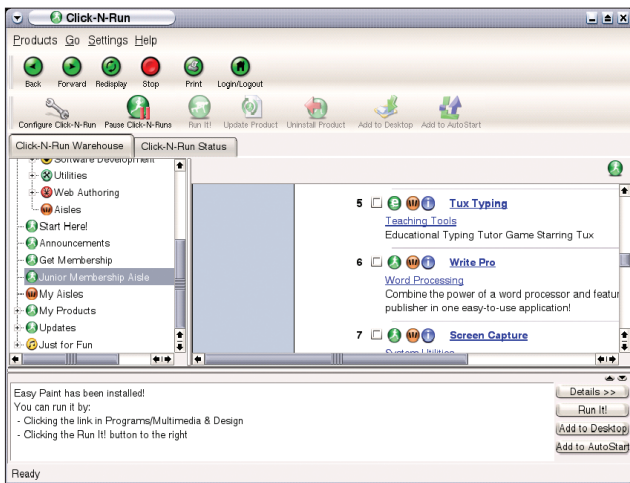 Click-N-Run
Products Go Settings Help
Back Forward Redisplay Stop Print Login/Logout
Configure Click-N-Run Pause Click-N-Runs Run It! Update Product Uninstall Product Add to Desktop Add to AutoStart
Click-N-Run Warehouse Click-N-Run Status
Software Development
Utilities
Web Authoring
Aisles
Start Here!
Announcements
Get Membership
Junior Membership Aisle
My Aisles
My Products
Updates
Just for Fun
5 Tux Typing
Teaching Tools
Educational Typing Tutor Game Starring Tux
6 Write Pro
Word Processing
Combine the power of a word processor and featur
publisher in one easy-to-use application!
7 Screen Capture
System Utilities
Easy Paint has been installed!
You can run it by:
- Clicking the link in Programs/Multimedia & Design
- Clicking the Run It! button to the right
Details >>
Run It!
Add to Desktop
Add to AutoStart
Ready